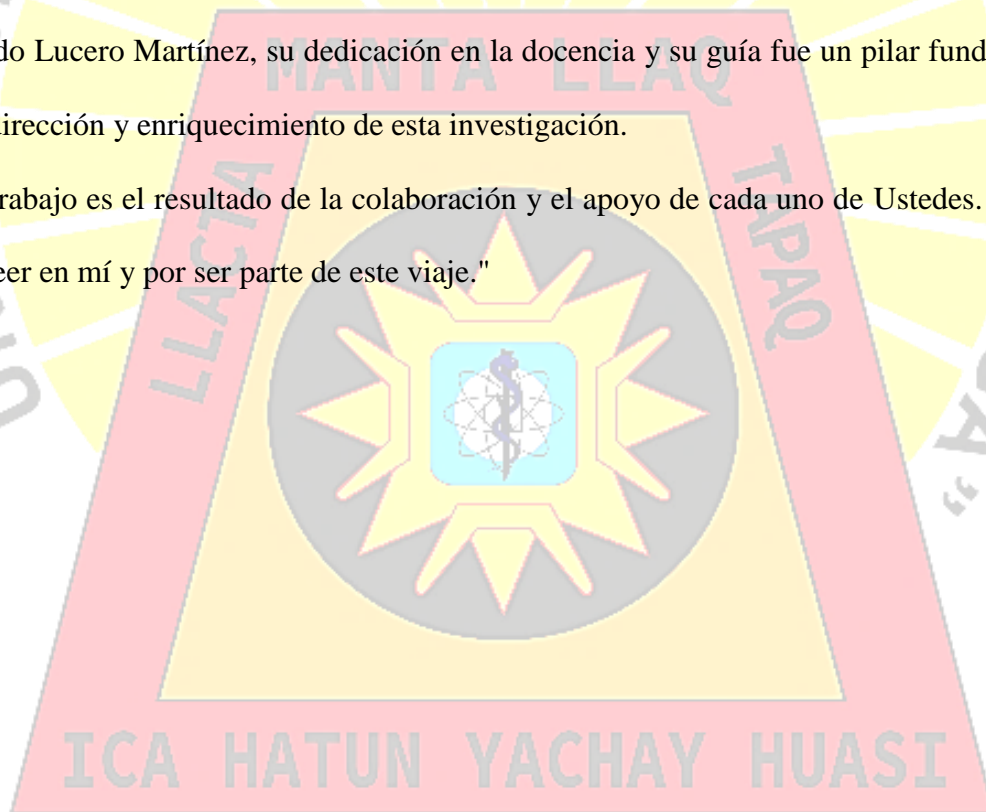 do Lucero Martínez, su dedicación en la docencia y su guía fue un pilar fund
irección y enriquecimiento de esta investigación.
rabajo es el resultado de la colaboración y el apoyo de cada uno de Ustedes.
eer en mí y por ser parte de este viaje."
MANTA LLAQ
LLACTA
TAPAQ
ICA HATUN YACHAY HUASI